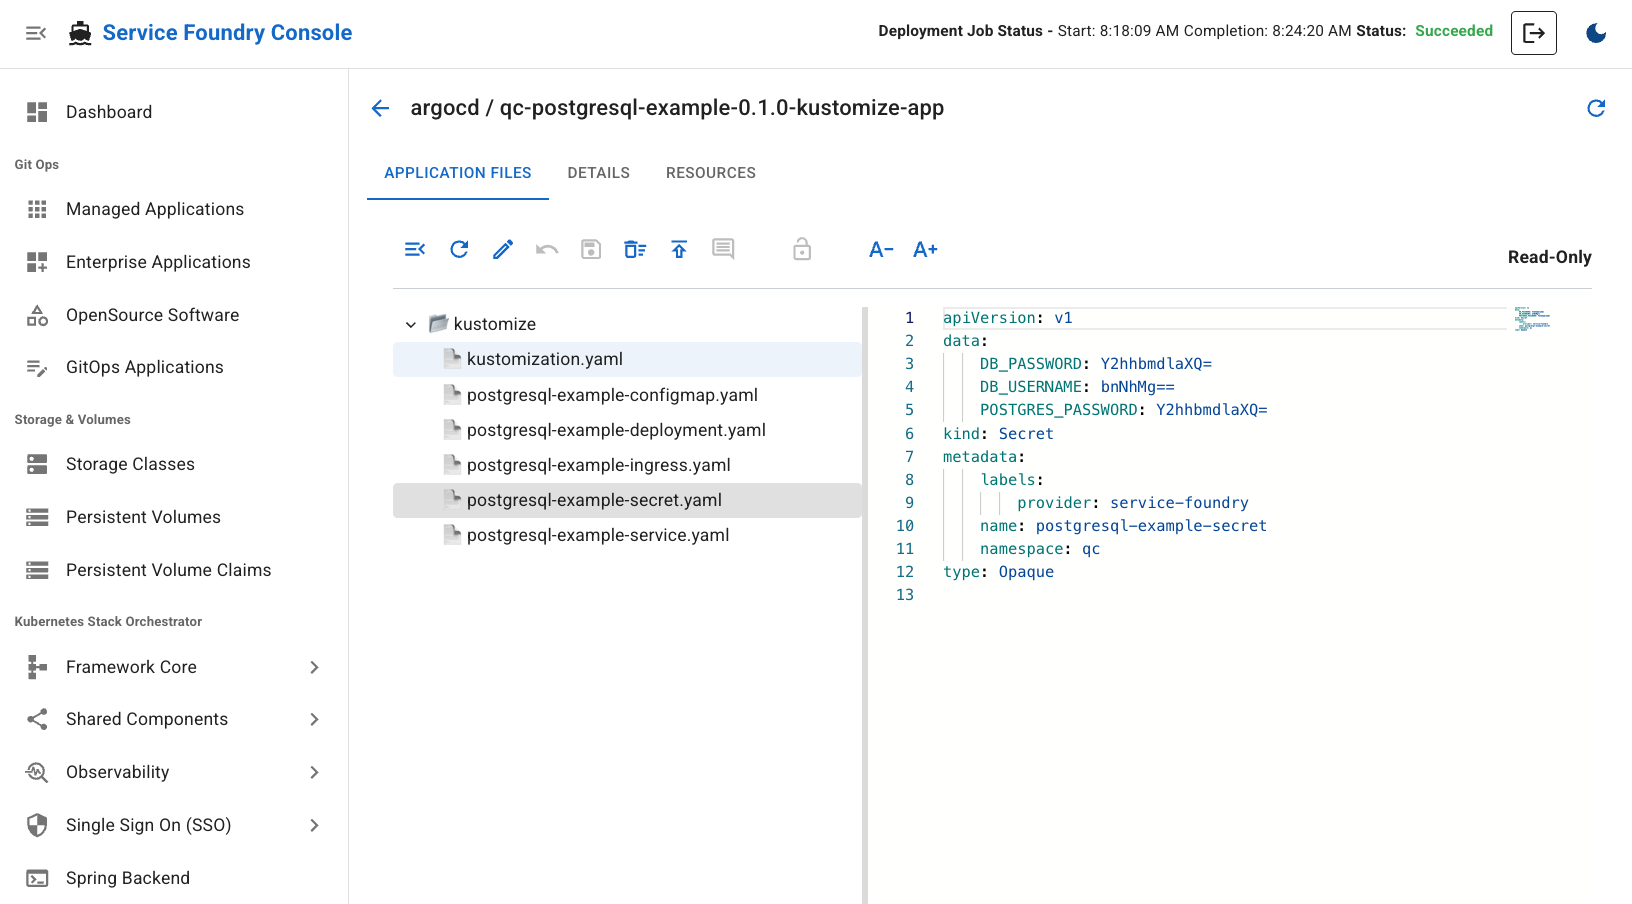 Service Foundry Console
Deployment Job Status - Start: 8:18:09 AM Completion: 8:24:20 AM Status: Succeeded
Dashboard
Git Ops
Managed Applications
Enterprise Applications
OpenSource Software
GitOps Applications
Storage & Volumes
Storage Classes
Persistent Volumes
Persistent Volume Claims
Kubernetes Stack Orchestrator
Framework Core
Shared Components
Observability
Single Sign On (SSO)
Spring Backend
argocd / qc-postgresql-example-0.1.0-kustomize-app
APPLICATION FILES DETAILS RESOURCES
A- A+
Read-Only
kustomize
kustomization.yaml
postgresql-example-configmap.yaml
postgresql-example-deployment.yaml
postgresql-example-ingress.yaml
postgresql-example-secret.yaml
postgresql-example-service.yaml
1 apiVersion: v1
2 data:
3 DB_PASSWORD: Y2hhbmdlaXQ=
4 DB_USERNAME: bnNhMg==
5 POSTGRES_PASSWORD: Y2hhbmdlaXQ=
6 kind: Secret
7 metadata:
8 labels:
9 provider: service-foundry
10 name: postgresql-example-secret
11 namespace: qc
12 type: Opaque
13